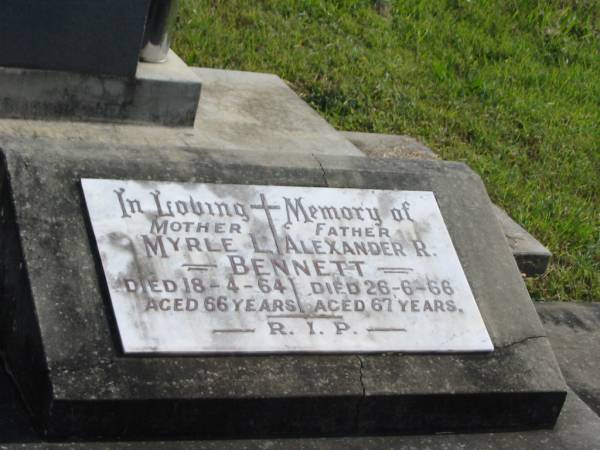 In Loving Memory of
MOTHER FATHER
MYRLE L. ALEXANDER R.
BENNETT
DIED 18-4-64 DIED 26-6-66
AGED 66 YEARS AGED 67 YEARS.
R.I.P.